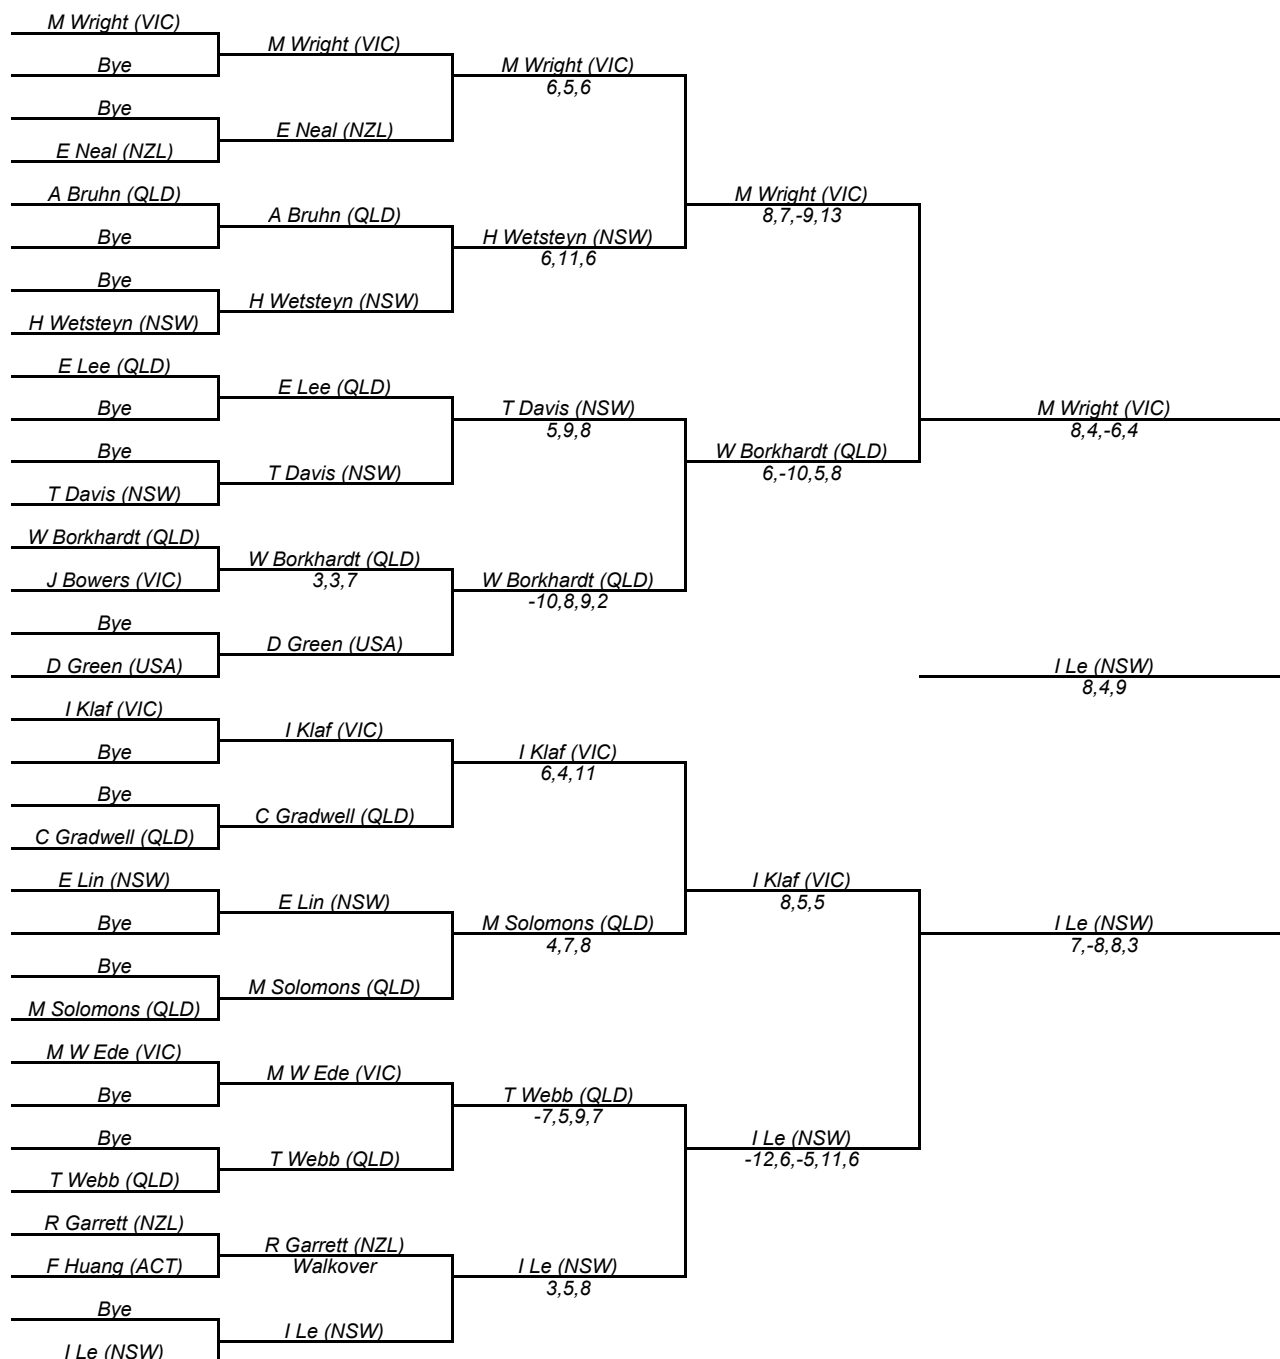 M Wright (VIC)
Bye
Bye
E Neal (NZL)
A Bruhn (QLD)
Bye
Bye
H Wetsteyn (NSW)
E Lee (QLD)
Bye
Bye
T Davis (NSW)
W Borkhardt (QLD)
J Bowers (VIC)
Bye
D Green (USA)
I Klaf (VIC)
Bye
Bye
C Gradwell (QLD)
E Lin (NSW)
Bye
Bye
M Solomons (QLD)
M W Ede (VIC)
Bye
Bye
T Webb (QLD)
R Garrett (NZL)
F Huang (ACT)
Bye
I Le (NSW)
M Wright (VIC)
E Neal (NZL)
A Bruhn (QLD)
H Wetsteyn (NSW)
E Lee (QLD)
T Davis (NSW)
W Borkhardt (QLD)
3,3,7
D Green (USA)
I Klaf (VIC)
C Gradwell (QLD)
E Lin (NSW)
M Solomons (QLD)
M W Ede (VIC)
T Webb (QLD)
R Garrett (NZL)
Walkover
I Le (NSW)
M Wright (VIC)
6,5,6
H Wetsteyn (NSW)
6,11,6
T Davis (NSW)
5,9,8
W Borkhardt (QLD)
-10,8,9,2
I Klaf (VIC)
6,4,11
M Solomons (QLD)
4,7,8
T Webb (QLD)
-7,5,9,7
I Le (NSW)
3,5,8
M Wright (VIC)
8,7,-9,13
W Borkhardt (QLD)
6,-10,5,8
I Klaf (VIC)
8,5,5
I Le (NSW)
-12,6,-5,11,6
M Wright (VIC)
8,4,-6,4
I Le (NSW)
8,4,9
I Le (NSW)
7,-8,8,3